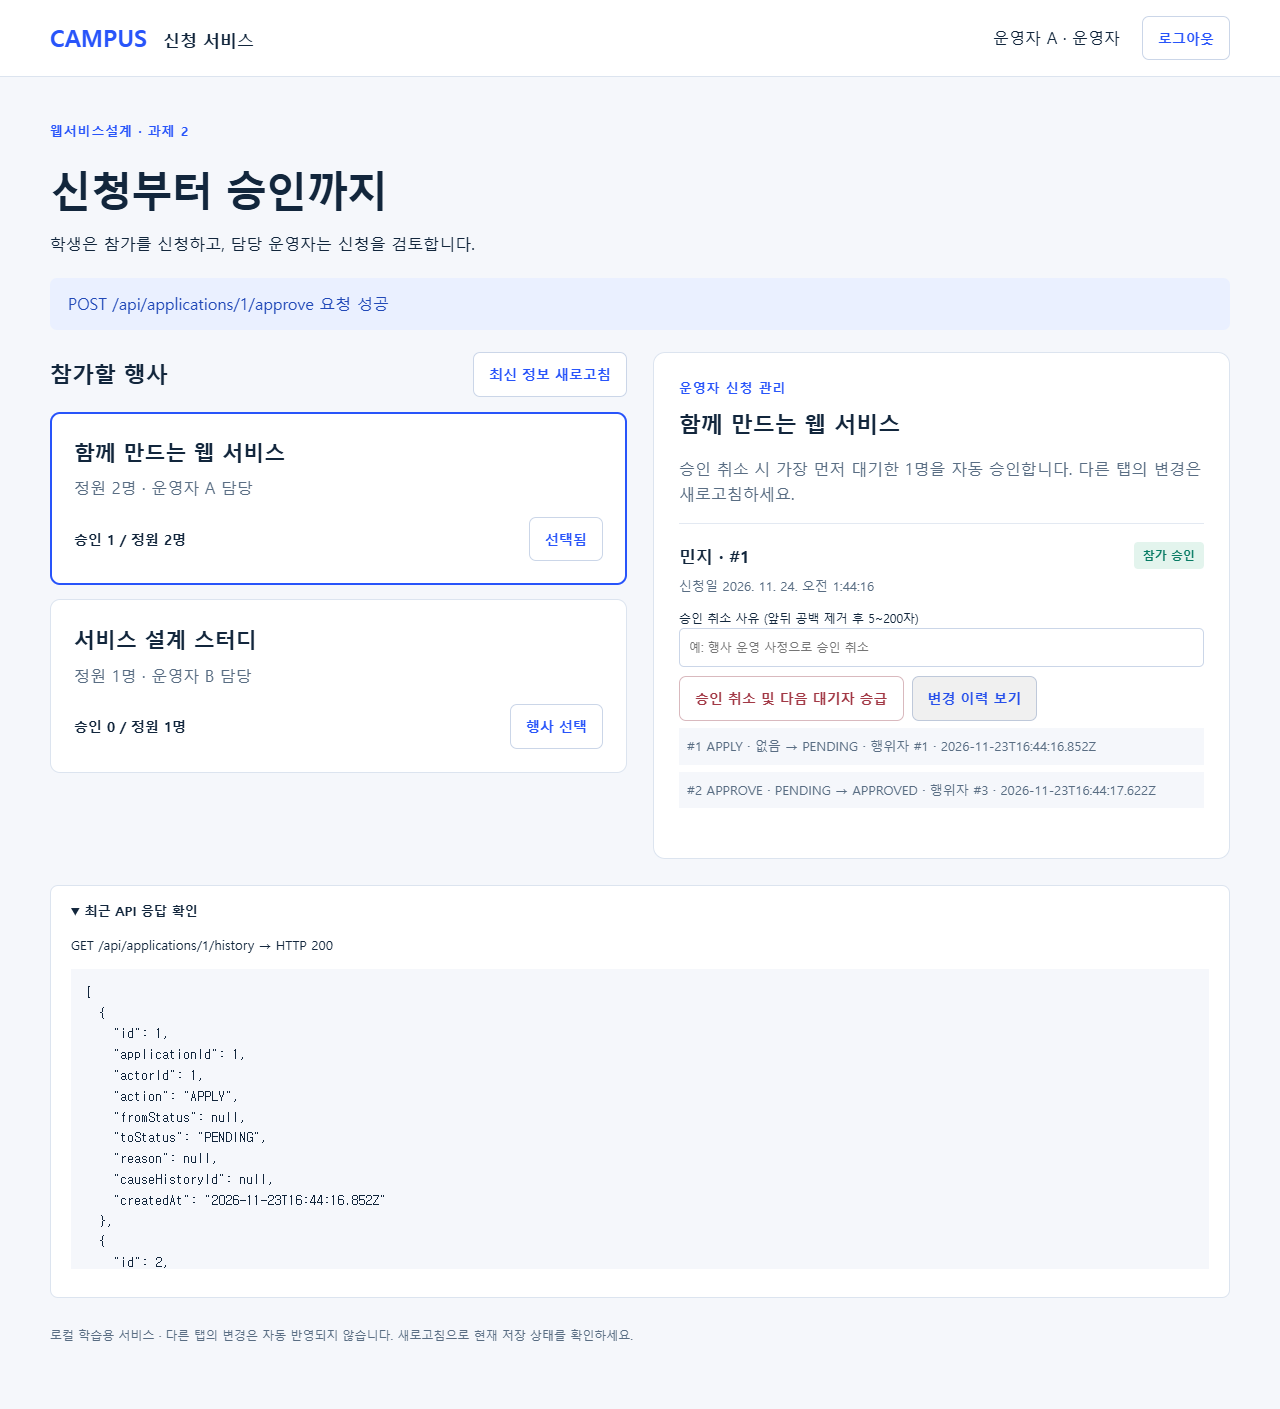 CAMPUS 신청 서비스
운영자 A · 운영자
로그아웃
웹서비스설계 · 과제 2
신청부터 승인까지
학생은 참가를 신청하고, 담당 운영자는 신청을 검토합니다.
POST /api/applications/1/approve 요청 성공
참가할 행사
최신 정보 새로고침
함께 만드는 웹 서비스
정원 2명 · 운영자 A 담당
승인 1 / 정원 2명
선택됨
서비스 설계 스터디
정원 1명 · 운영자 B 담당
승인 0 / 정원 1명
행사 선택
운영자 신청 관리
함께 만드는 웹 서비스
승인 취소 시 가장 먼저 대기한 1명을 자동 승인합니다. 다른 탭의 변경은
새로고침하세요.
민지 · #1
참가 승인
신청일 2026. 11. 24. 오전 1:44:16
승인 취소 사유 (앞뒤 공백 제거 후 5~200자)
예: 행사 운영 사정으로 승인 취소
승인 취소 및 다음 대기자 승급
변경 이력 보기
#1 APPLY · 없음 → PENDING · 행위자 #1 · 2026-11-23T16:44:16.852Z
#2 APPROVE · PENDING → APPROVED · 행위자 #3 · 2026-11-23T16:44:17.622Z
▼ 최근 API 응답 확인
GET /api/applications/1/history → HTTP 200
[
{
"id": 1,
"applicationId": 1,
"actorId": 1,
"action": "APPLY",
"fromStatus": null,
"toStatus": "PENDING",
"reason": null,
"causeHistoryId": null,
"createdAt": "2026-11-23T16:44:16.852Z"
},
{
"id": 2,
로컬 학습용 서비스 · 다른 탭의 변경은 자동 반영되지 않습니다. 새로고침으로 현재 저장 상태를 확인하세요.